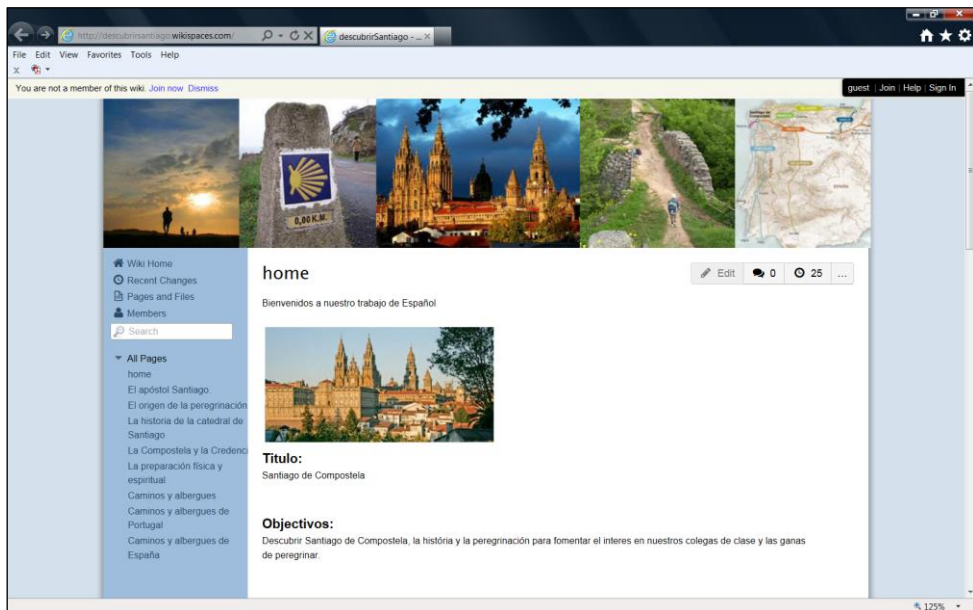 http://descubrirsantiago.wikispaces.com/
descubrirSantiago - ...
File Edit View Favorites Tools Help
You are not a member of this wiki. Join now Dismiss
guest Join Help Sign In
0,00 K.M.
Wiki Home
Recent Changes
Pages and Files
Members
Search
All Pages
home
El apóstol Santiago.
El origen de la peregrinación
La historia de la catedral de
Santiago
La Compostela y la Credenci
La preparación física y
espiritual
Caminos y albergues
Caminos y albergues de
Portugal
Caminos y albergues de
España
home
Edit 0 25 ...
Bienvenidos a nuestro trabajo de Español
Titulo:
Santiago de Compostela
Objectivos:
Descubrir Santiago de Compostela, la história y la peregrinación para fomentar el interes en nuestros colegas de clase y las ganas
de peregrinar.
125%